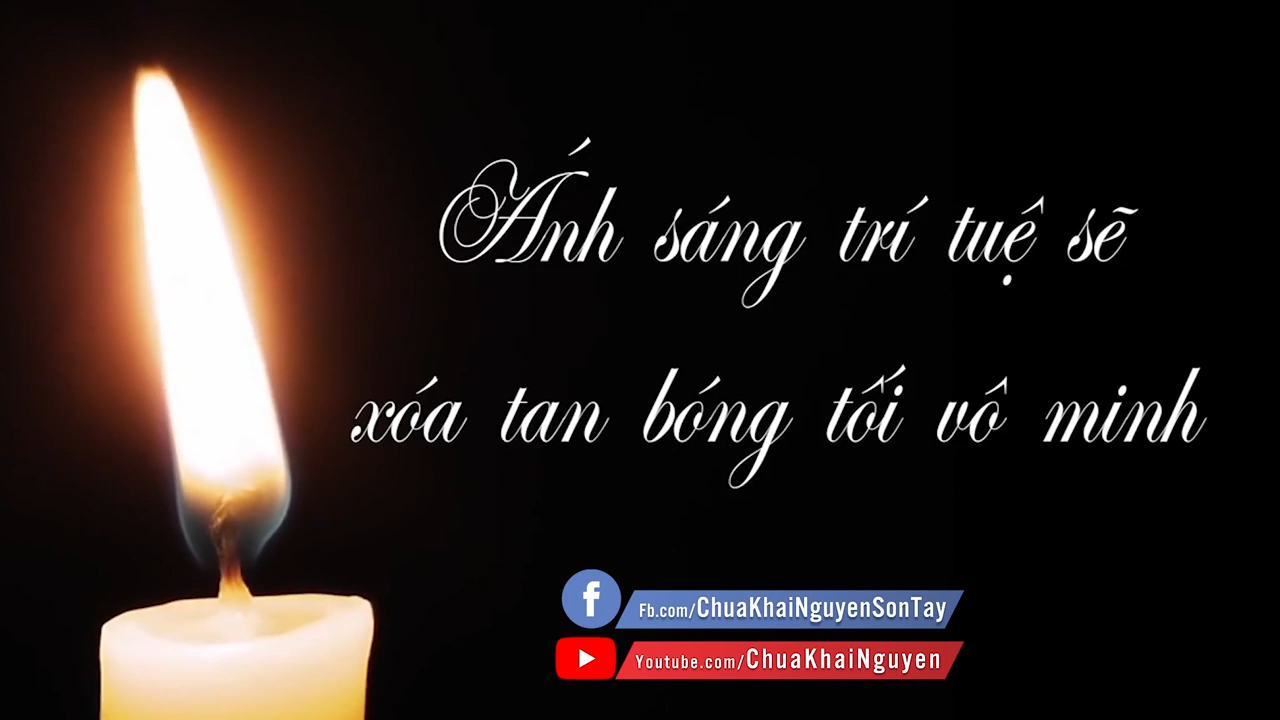 Ánh sáng trí tuệ sẽ
xóa tan bóng tối vô minh
Fb.com/ChuaKhaiNguyenSonTay
Youtube.com/ChuaKhaiNguyen